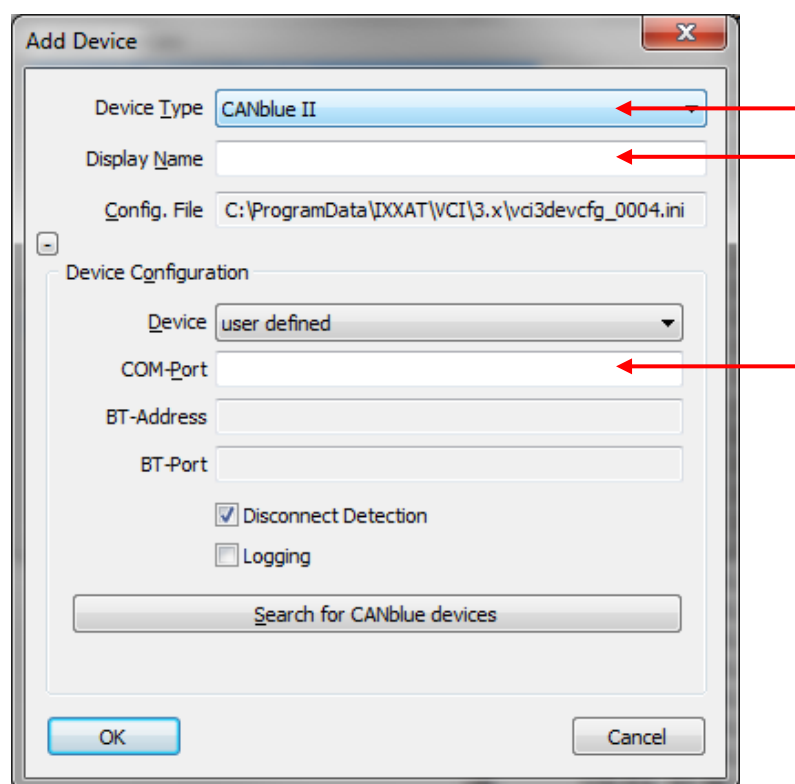 Add Device
Device Type CANblue II
Display Name
Config. File C:\ProgramData\IXXAT\VCI\3.x\vci3devcfg_0004.ini
-
Device Configuration
Device user defined
COM-Port
BT-Address
BT-Port
Disconnect Detection
Logging
Search for CANblue devices
OK Cancel